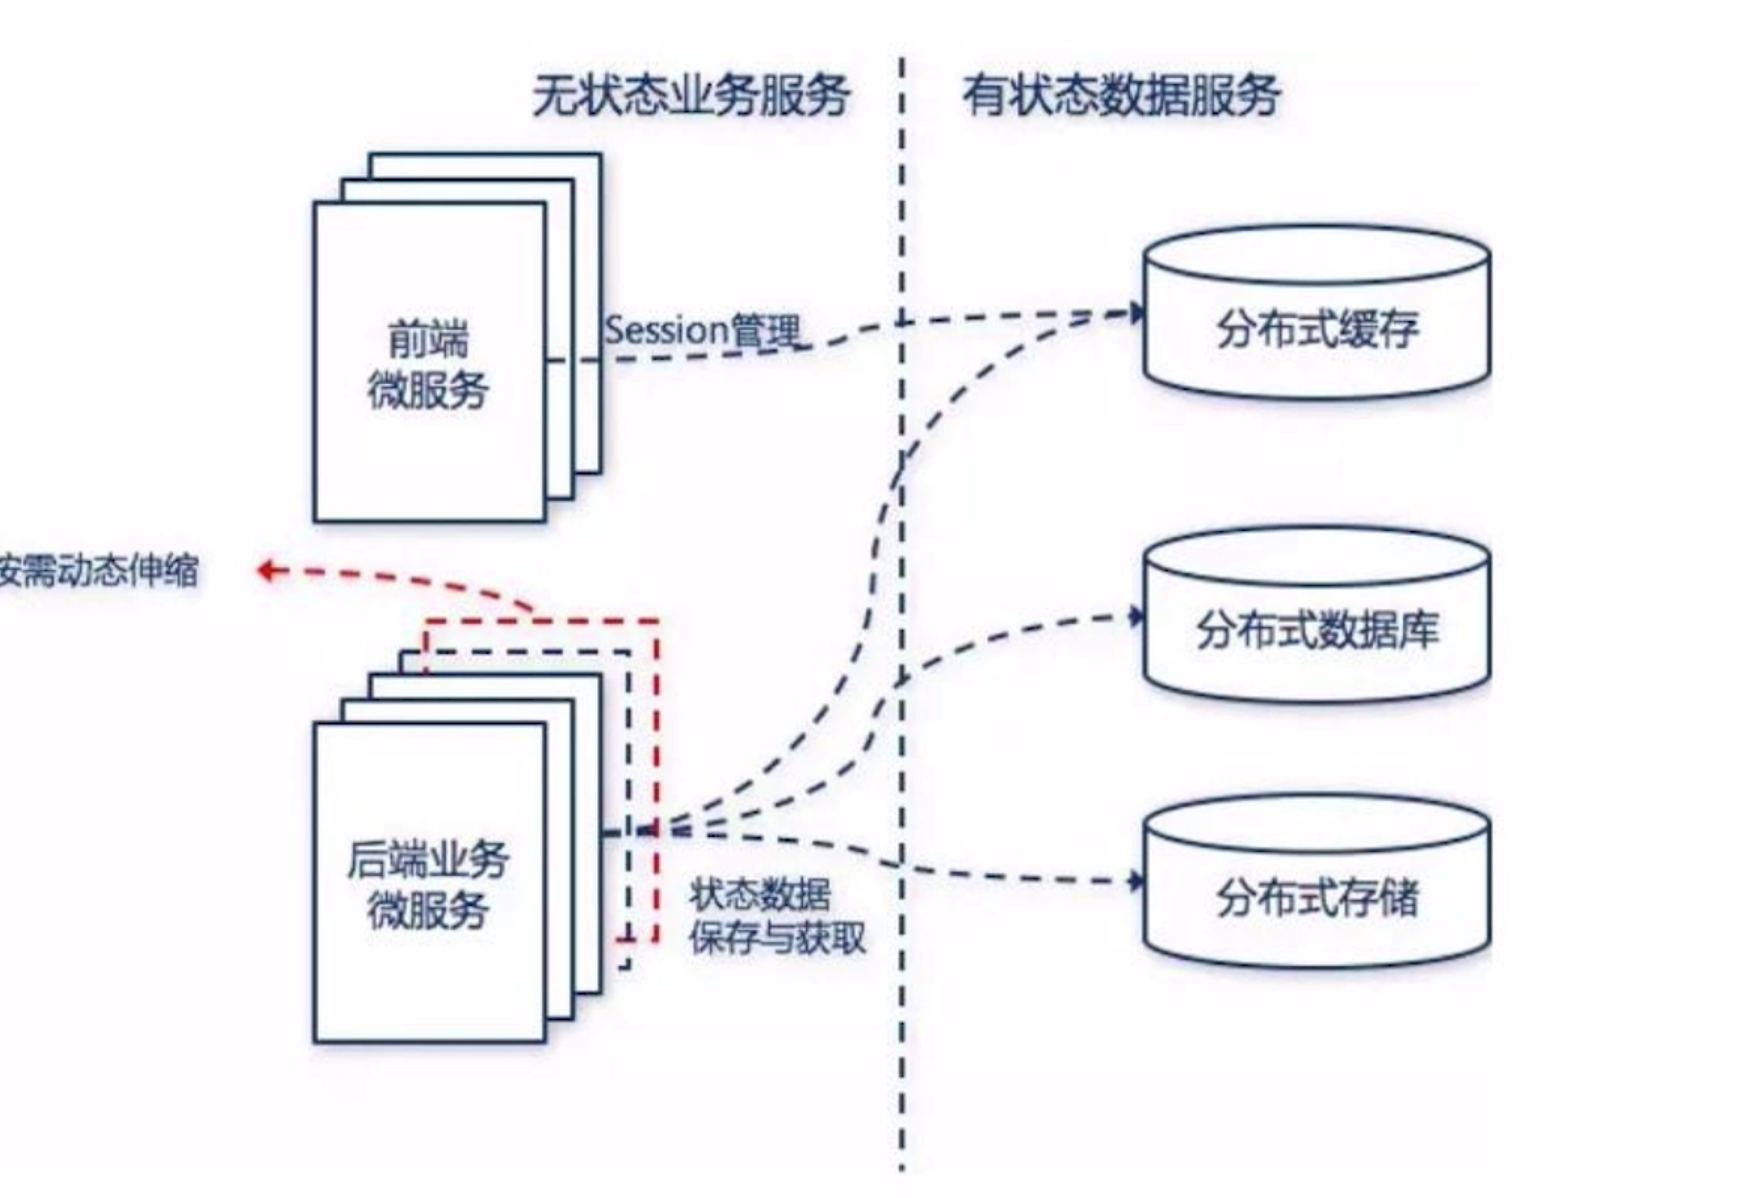 无状态业务服务
有状态数据服务
前端
微服务
Session管理
分布式缓存
按需动态伸缩
分布式数据库
后端业务
微服务
状态数据
保存与获取
分布式存储